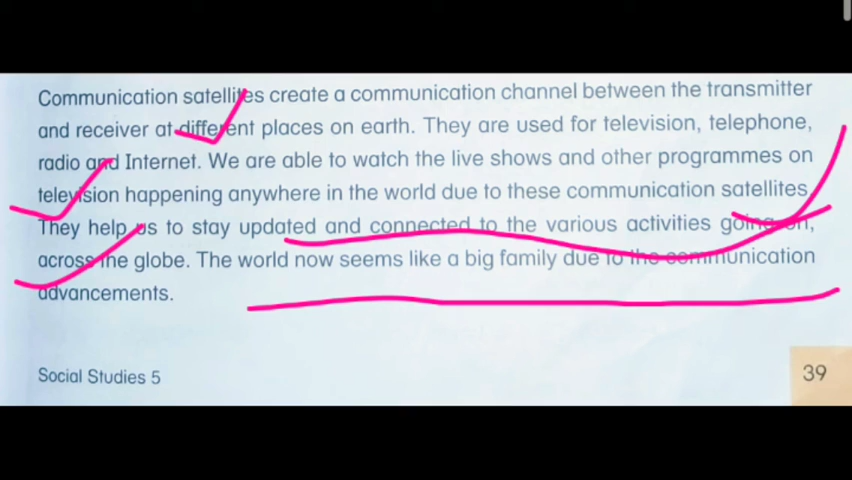 Communication satellites create a communication channel between the transmitter
and receiver at different places on earth. They are used for television, telephone,
radio and Internet. We are able to watch the live shows and other programmes on
television happening anywhere in the world due to these communication satellites.
They help us to stay updated and connected to the various activities going on,
across the globe. The world now seems like a big family due to the communication
advancements.
Social Studies 5
39